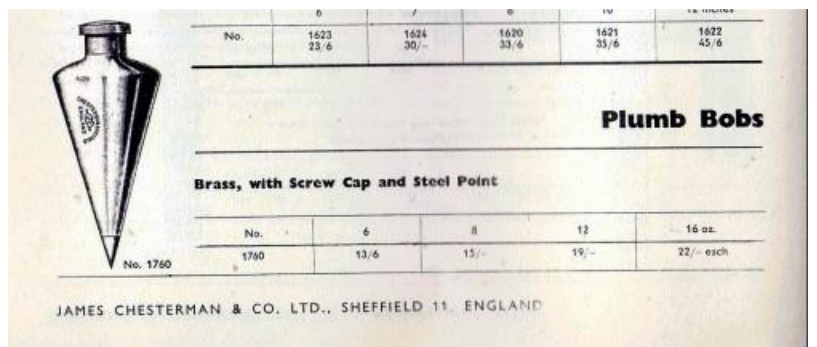 6 7 8 10 12 inches
No. 1623 1624 1620 1621 1622
23/6 30/- 33/6 35/6 45/6
Plumb Bobs
Brass, with Screw Cap and Steel Point
No. 6 8 12 16 oz.
1760 13/6 15/- 19/- 22/- each
No. 1760
JAMES CHESTERMAN & CO. LTD., SHEFFIELD 11, ENGLAND